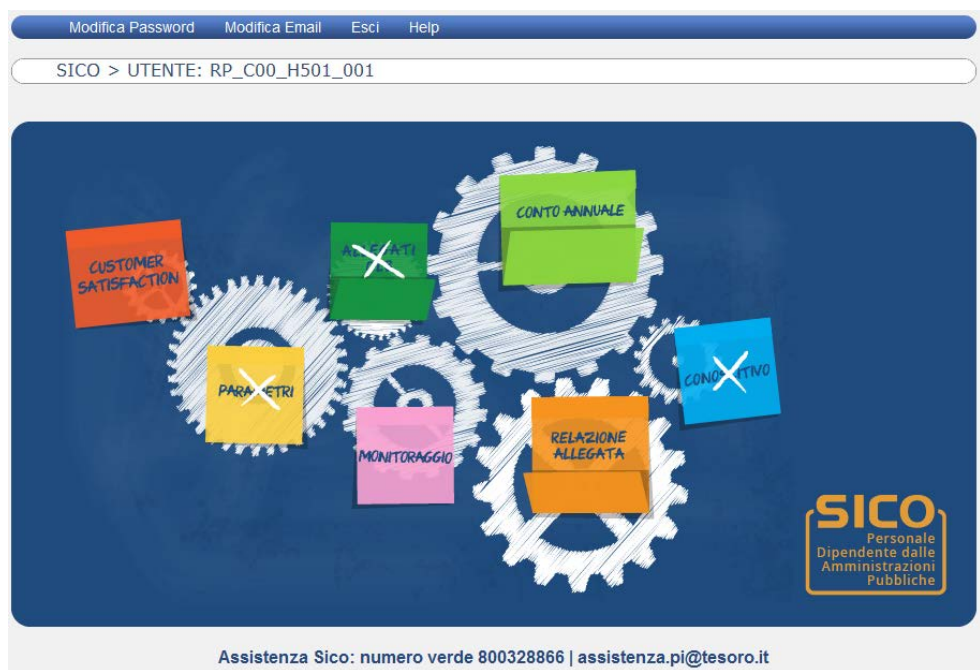 Modifica Password Modifica Email Esci Help
SICO > UTENTE: RP_C00_H501_001
CONTO ANNUALE
CUSTOMER
SATISFACTION
MONITORAGGIO
RELAZIONE
ALLEGATA
SICO
Personale
Dipendente dalle
Amministrazioni
Pubbliche
Assistenza Sico: numero verde 800328866 | assistenza.pi@tesoro.it